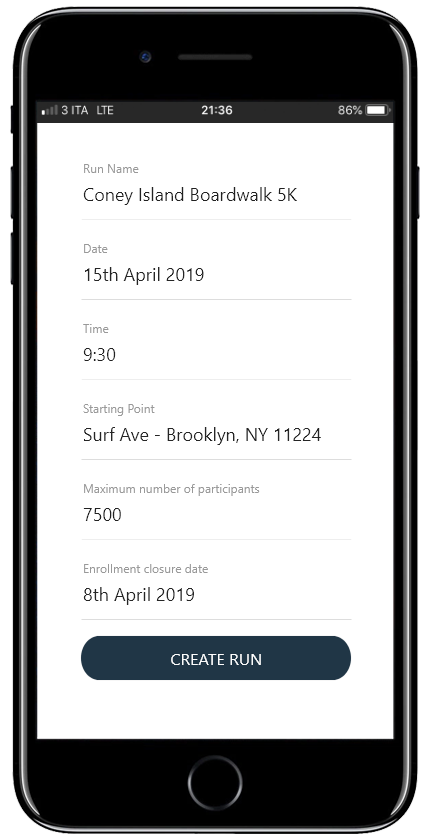 3 ITA LTE 21:36 86%
Run Name
Coney Island Boardwalk 5K
Date
15th April 2019
Time
9:30
Starting Point
Surf Ave - Brooklyn, NY 11224
Maximum number of participants
7500
Enrollment closure date
8th April 2019
CREATE RUN